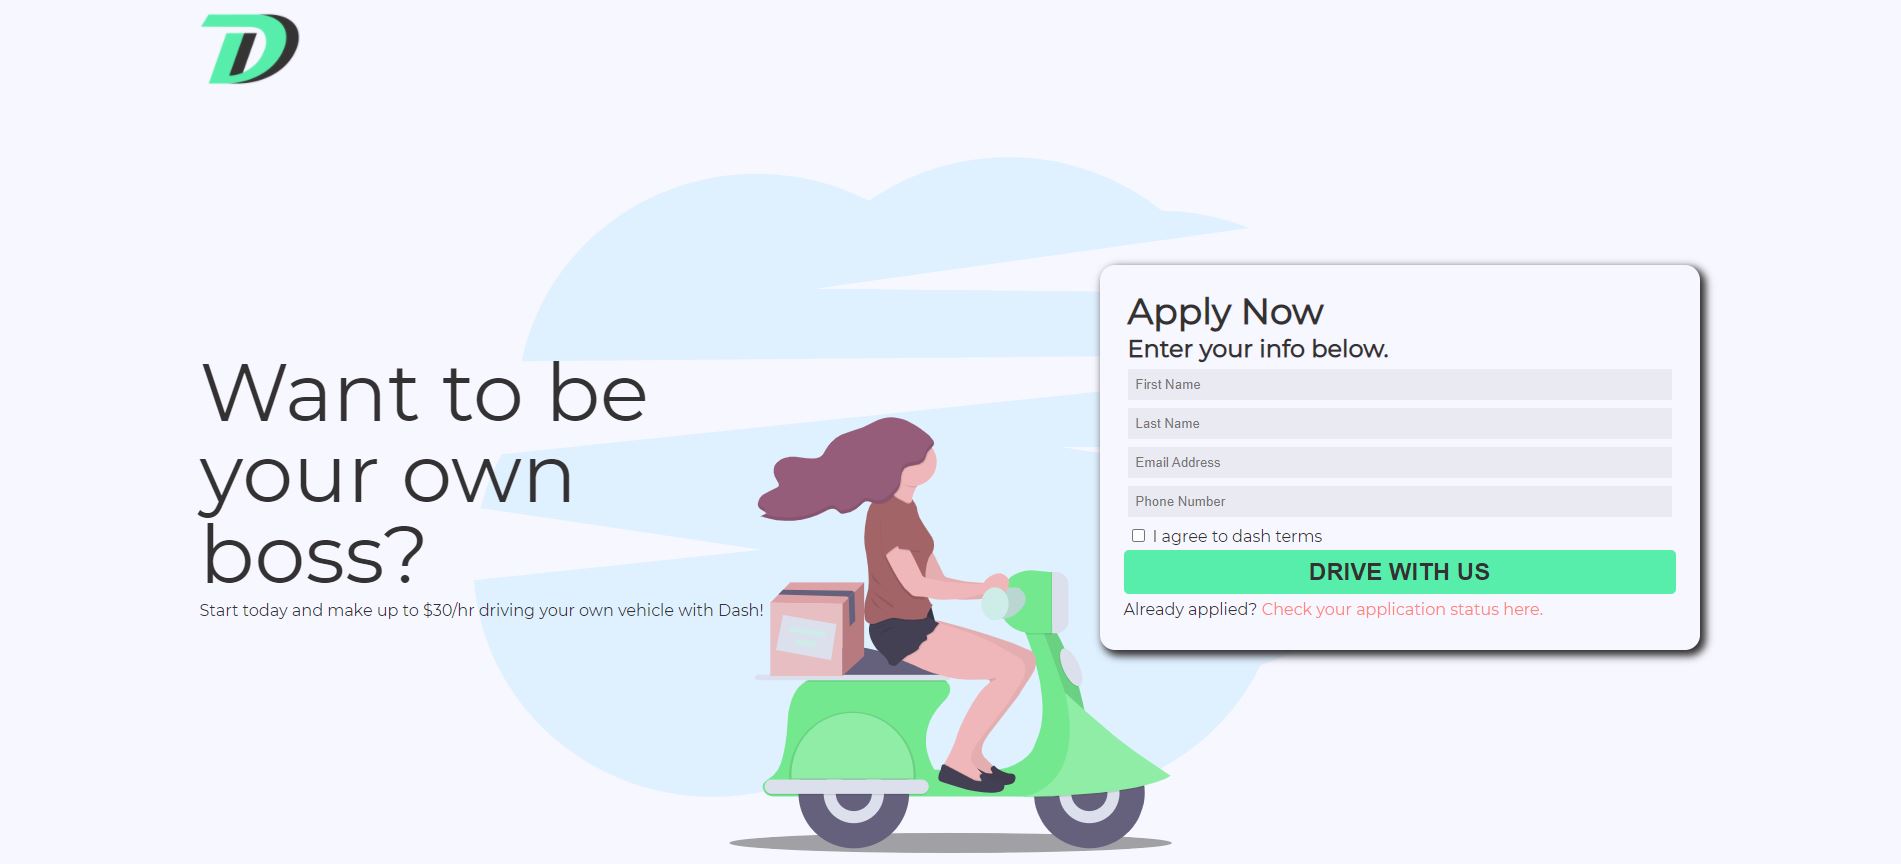 Want to be
your own
boss?
Start today and make up to $30/hr driving your own vehicle with Dash!
Apply Now
Enter your info below.
First Name
Last Name
Email Address
Phone Number
I agree to dash terms
DRIVE WITH US
Already applied? Check your application status here.